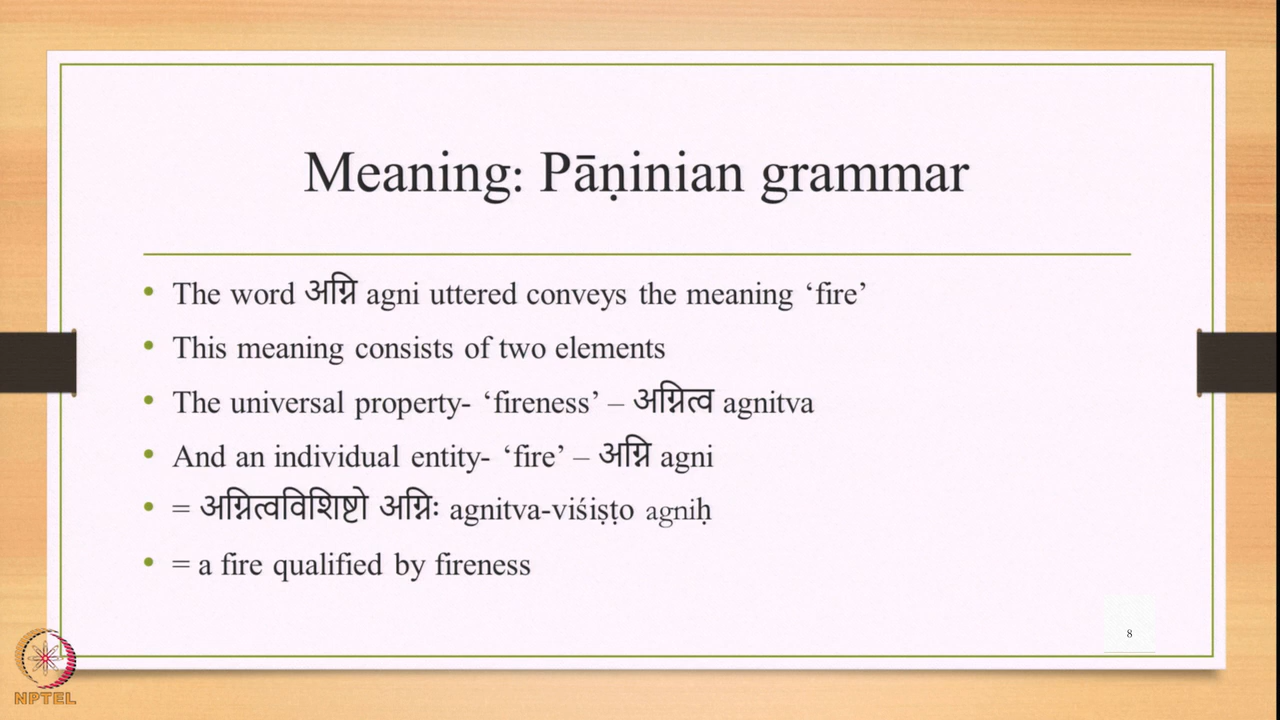 Meaning: Pāṇinian grammar
• The word अग्नि agni uttered conveys the meaning ‘fire’
• This meaning consists of two elements
• The universal property- ‘fireness’ – अग्नित्व agnitva
• And an individual entity- ‘fire’ – अग्नि agni
• = अग्नित्वविशिष्टो अग्निः agnitva-viśiṣṭo agniḥ
• = a fire qualified by fireness
8
NPTEL